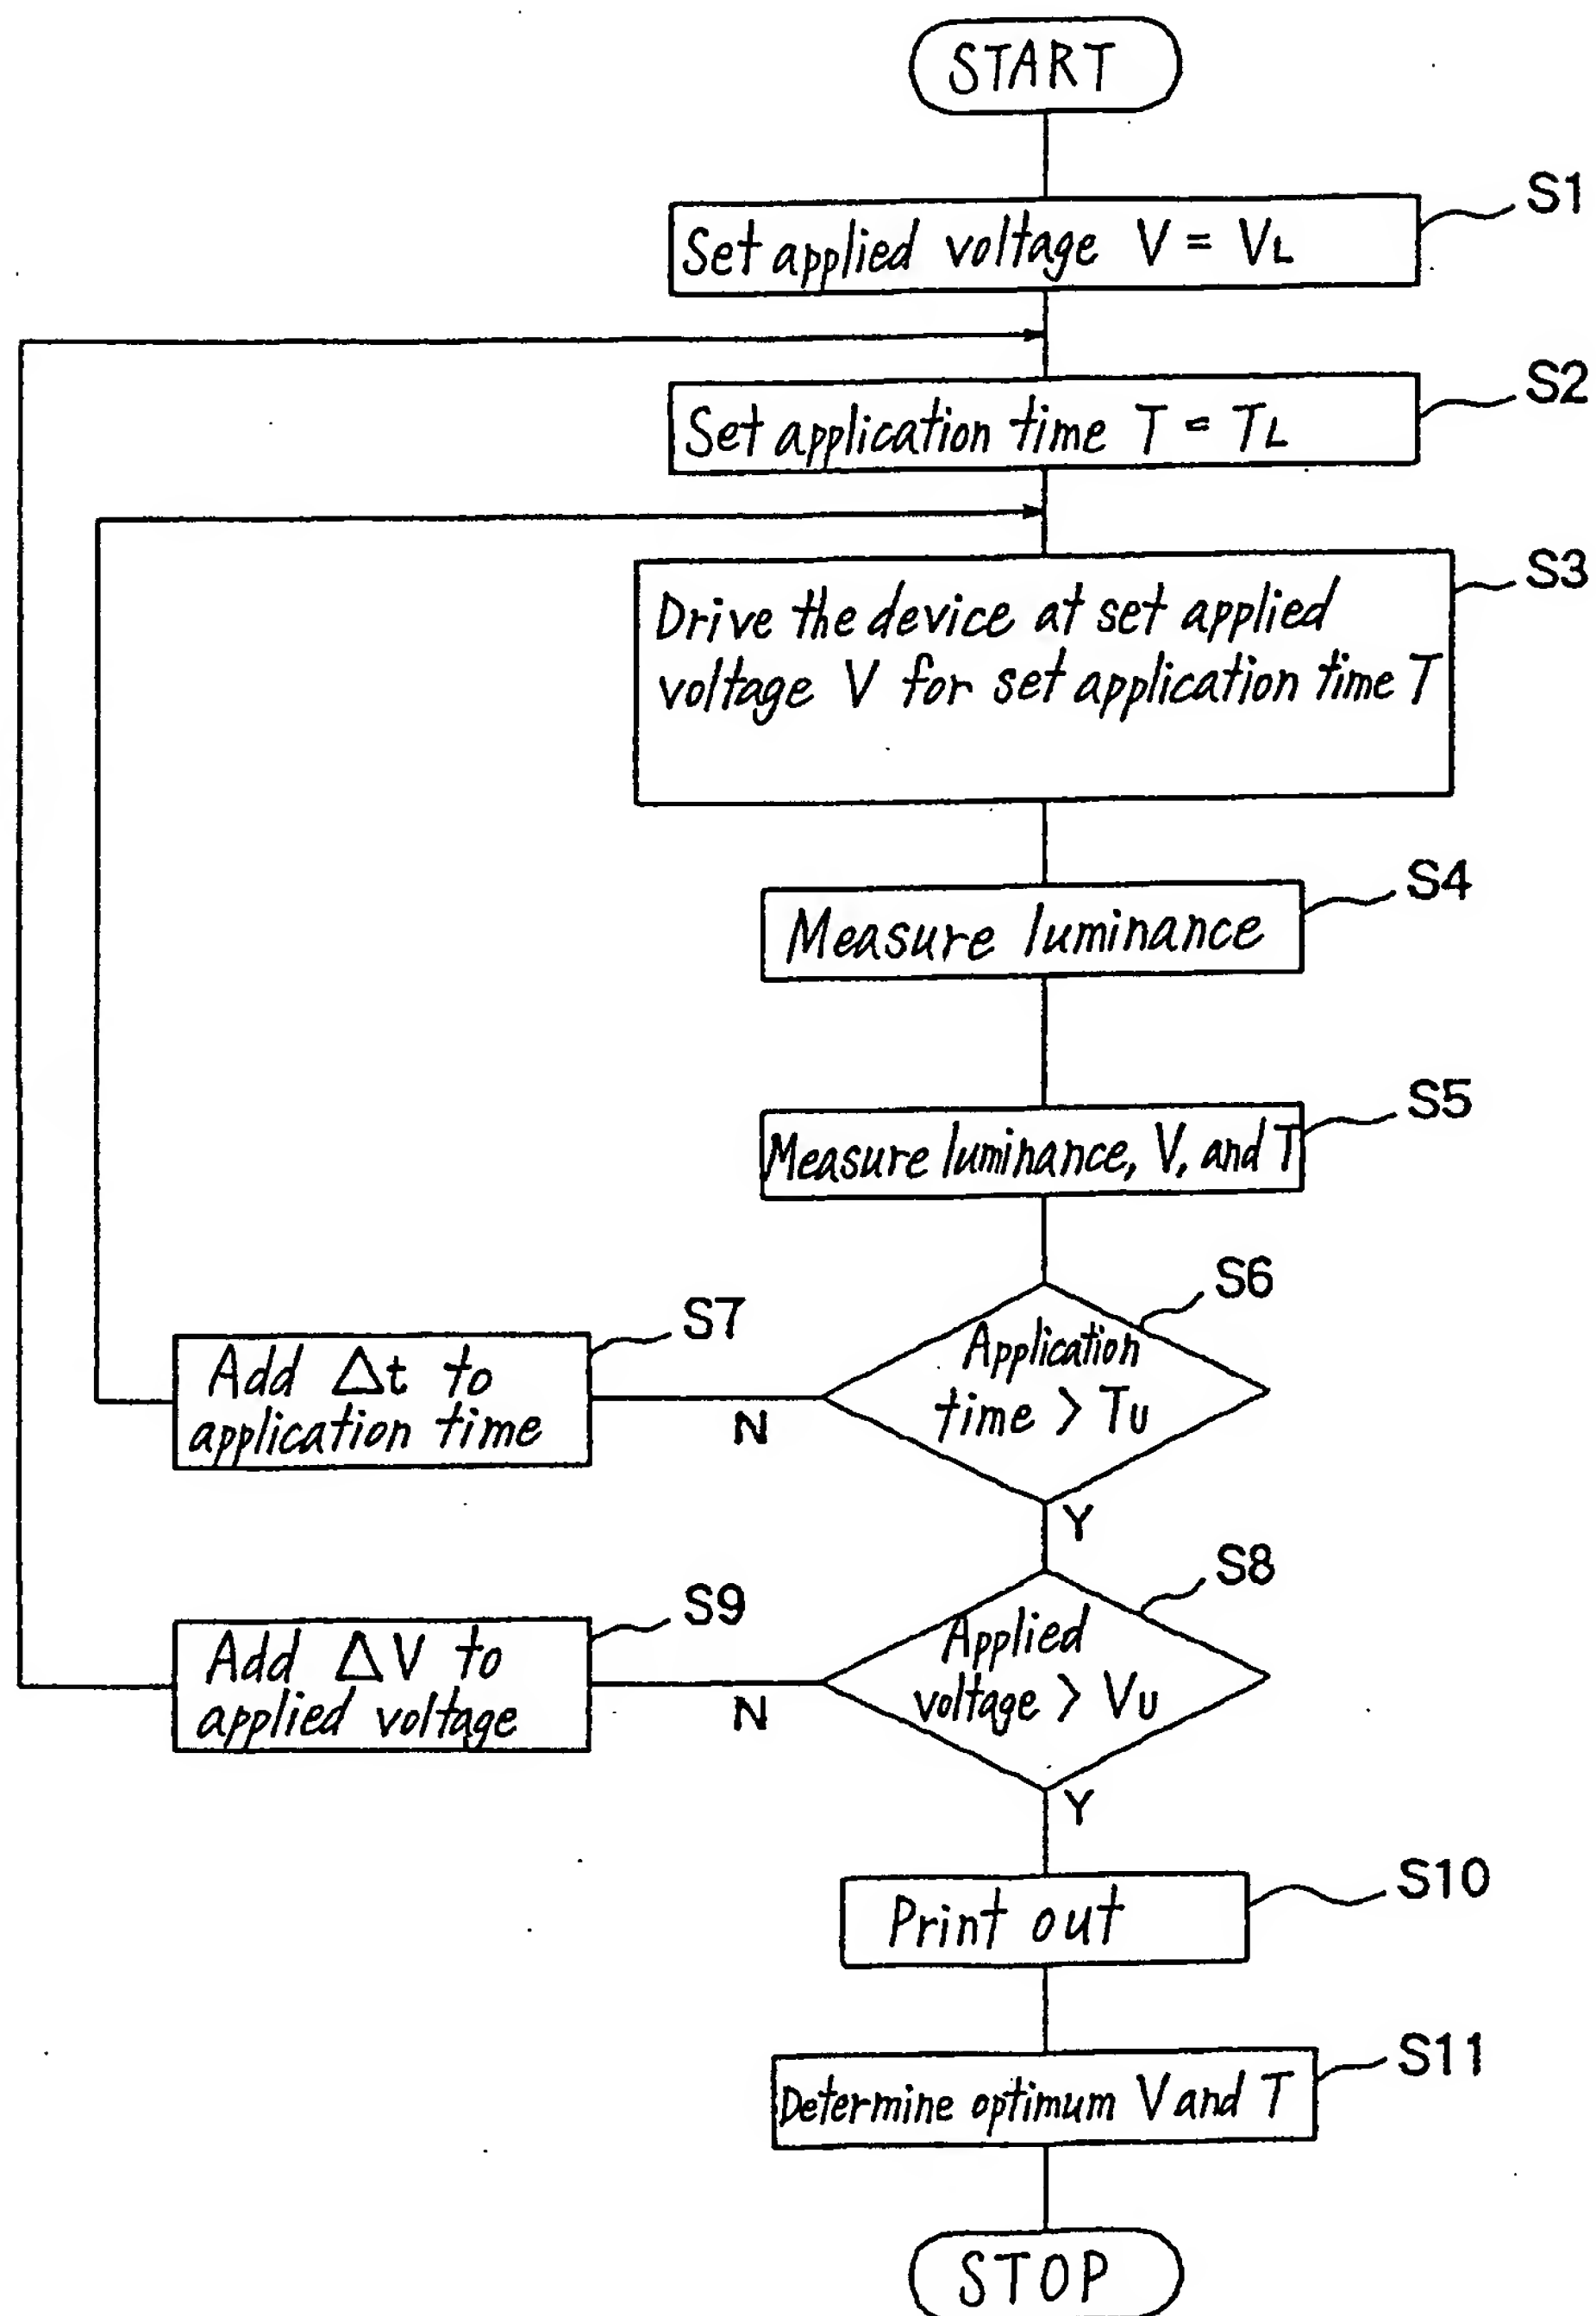 START
S1
Set applied voltage V = VL
S2
Set application time T = TL
S3
Drive the device at set applied
voltage V for set application time T
S4
Measure luminance
S5
Measure luminance, V, and T
S6
Application
time > TU
S7
Add Δt to
application time
N
Y
S8
Applied
voltage > VU
S9
Add ΔV to
applied voltage
N
Y
S10
Print out
S11
Determine optimum V and T
STOP